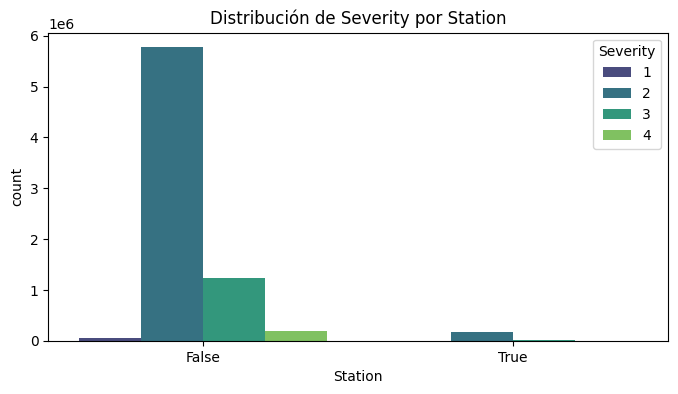 Distribución de Severity por Station
1e6
6
5
4
3
2
1
0
count
False
True
Station
Severity
1
2
3
4